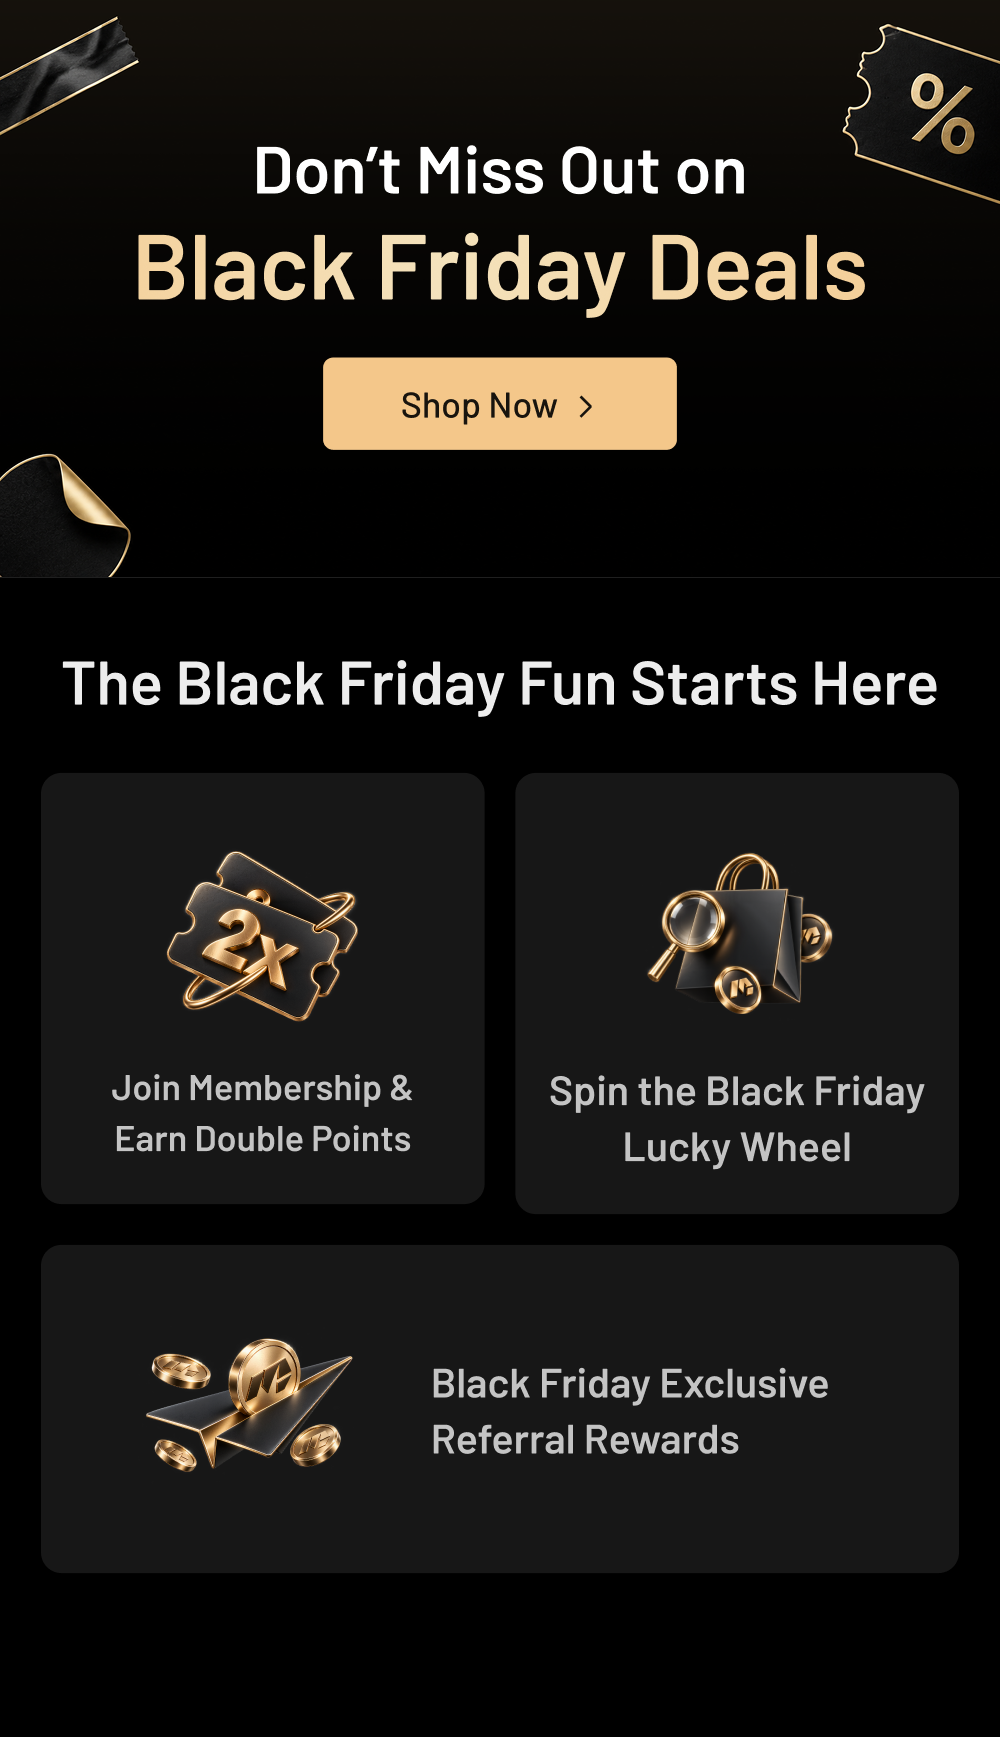 %
Don’t Miss Out on
Black Friday Deals
Shop Now
The Black Friday Fun Starts Here
2x
Join Membership &
Earn Double Points
Spin the Black Friday
Lucky Wheel
Black Friday Exclusive
Referral Rewards